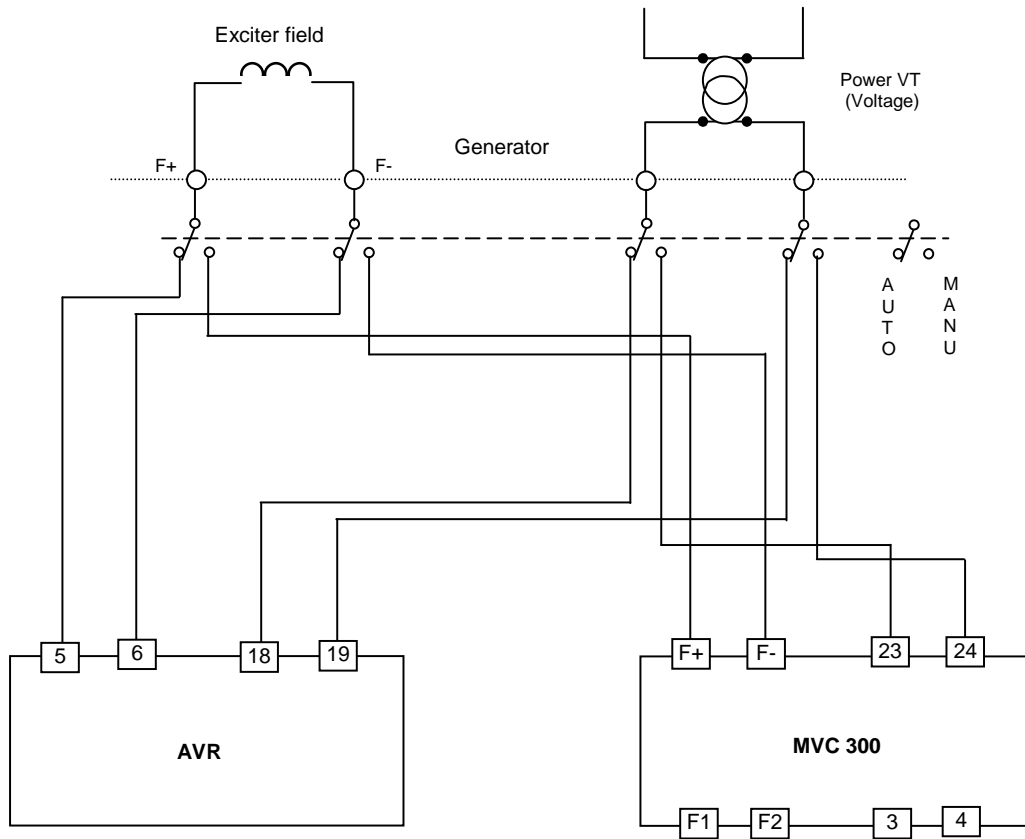 Exciter field
Power VT
(Voltage)
Generator
F+
F-
A
U
T
O
M
A
N
U
5
6
18
19
F+
F-
23
24
AVR
MVC 300
F1
F2
3
4